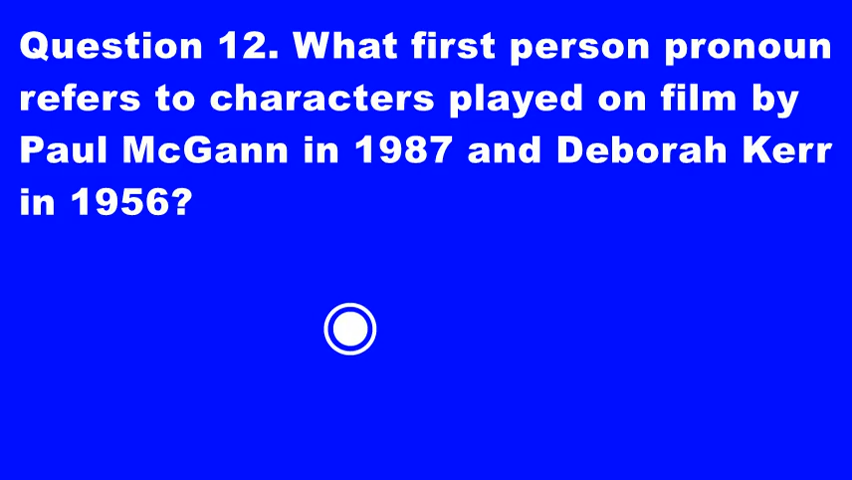 Question 12. What first person pronoun
refers to characters played on film by
Paul McGann in 1987 and Deborah Kerr
in 1956?